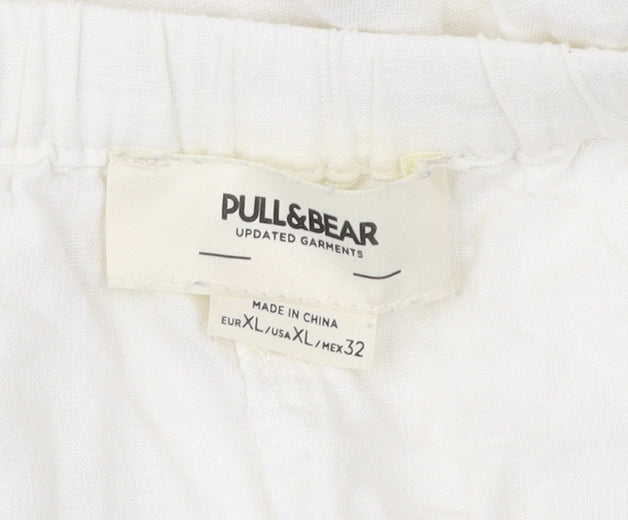 PULL&BEAR
UPDATED GARMENTS
MADE IN CHINA
EUR XL/USA XL/MEX 32